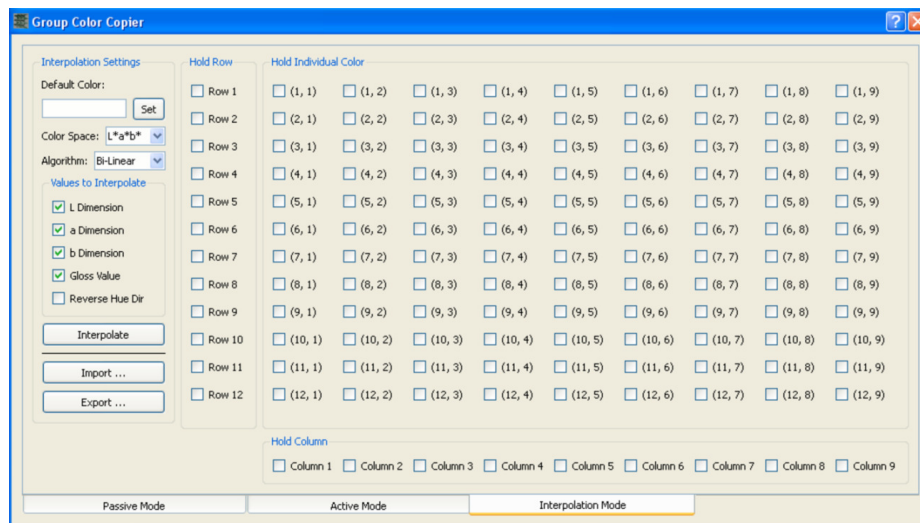 Group Color Copier
Interpolation Settings
Default Color:
Set
Color Space: L*a*b*
Algorithm: Bi-Linear
Values to Interpolate
L Dimension
a Dimension
b Dimension
Gloss Value
Reverse Hue Dir
Interpolate
Import ...
Export ...
Hold Row
Row 1
Row 2
Row 3
Row 4
Row 5
Row 6
Row 7
Row 8
Row 9
Row 10
Row 11
Row 12
Hold Individual Color
(1, 1) (1, 2) (1, 3) (1, 4) (1, 5) (1, 6) (1, 7) (1, 8) (1, 9)
(2, 1) (2, 2) (2, 3) (2, 4) (2, 5) (2, 6) (2, 7) (2, 8) (2, 9)
(3, 1) (3, 2) (3, 3) (3, 4) (3, 5) (3, 6) (3, 7) (3, 8) (3, 9)
(4, 1) (4, 2) (4, 3) (4, 4) (4, 5) (4, 6) (4, 7) (4, 8) (4, 9)
(5, 1) (5, 2) (5, 3) (5, 4) (5, 5) (5, 6) (5, 7) (5, 8) (5, 9)
(6, 1) (6, 2) (6, 3) (6, 4) (6, 5) (6, 6) (6, 7) (6, 8) (6, 9)
(7, 1) (7, 2) (7, 3) (7, 4) (7, 5) (7, 6) (7, 7) (7, 8) (7, 9)
(8, 1) (8, 2) (8, 3) (8, 4) (8, 5) (8, 6) (8, 7) (8, 8) (8, 9)
(9, 1) (9, 2) (9, 3) (9, 4) (9, 5) (9, 6) (9, 7) (9, 8) (9, 9)
(10, 1) (10, 2) (10, 3) (10, 4) (10, 5) (10, 6) (10, 7) (10, 8) (10, 9)
(11, 1) (11, 2) (11, 3) (11, 4) (11, 5) (11, 6) (11, 7) (11, 8) (11, 9)
(12, 1) (12, 2) (12, 3) (12, 4) (12, 5) (12, 6) (12, 7) (12, 8) (12, 9)
Hold Column
Column 1 Column 2 Column 3 Column 4 Column 5 Column 6 Column 7 Column 8 Column 9
Passive Mode Active Mode Interpolation Mode